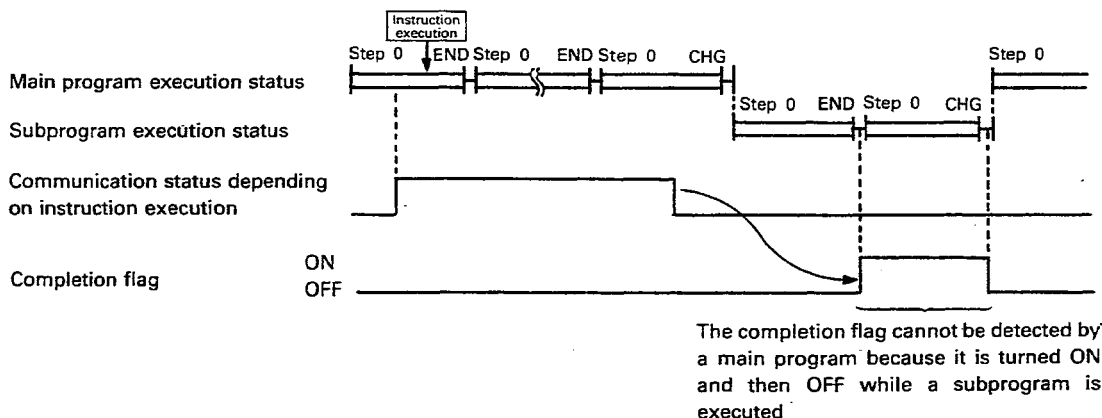 Instruction
execution
Step 0 END Step 0 END Step 0 CHG Step 0
Main program execution status
Step 0 END Step 0 CHG
Subprogram execution status
Communication status depending
on instruction execution
ON
Completion flag
OFF
The completion flag cannot be detected by
a main program because it is turned ON
and then OFF while a subprogram is
executed